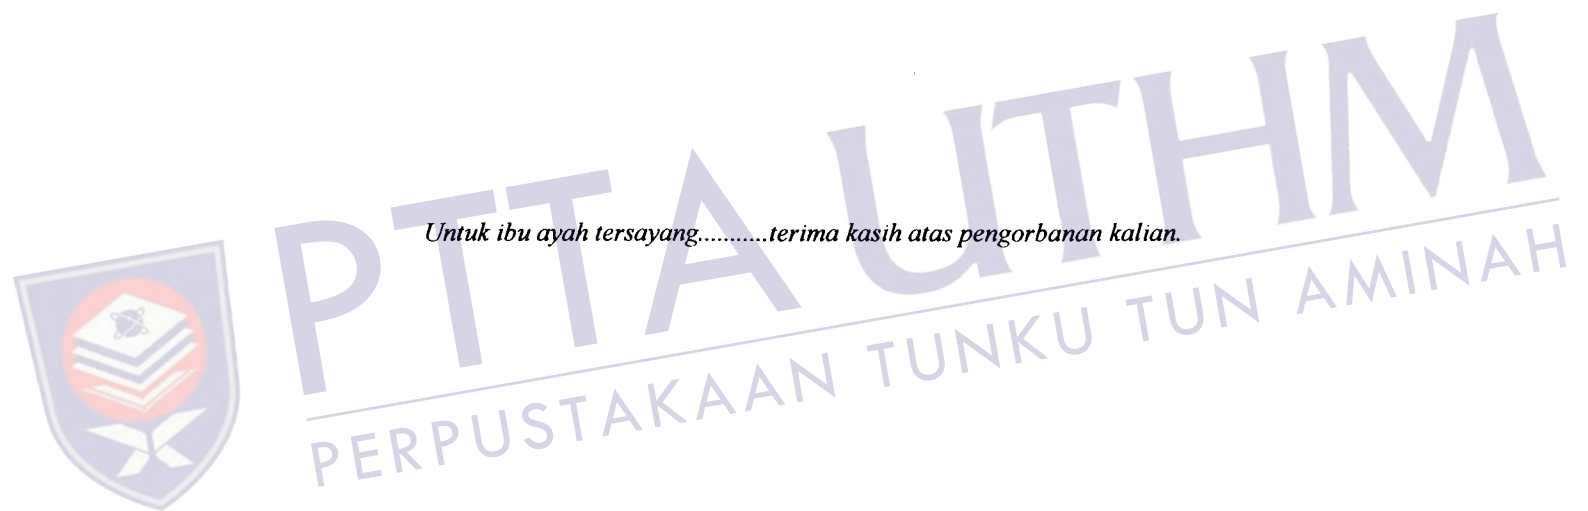 PTTA UTHM
Untuk ibu ayah tersayang...........terima kasih atas pengorbanan kalian.
PERPUSTAKAAN TUNKU TUN AMINAH